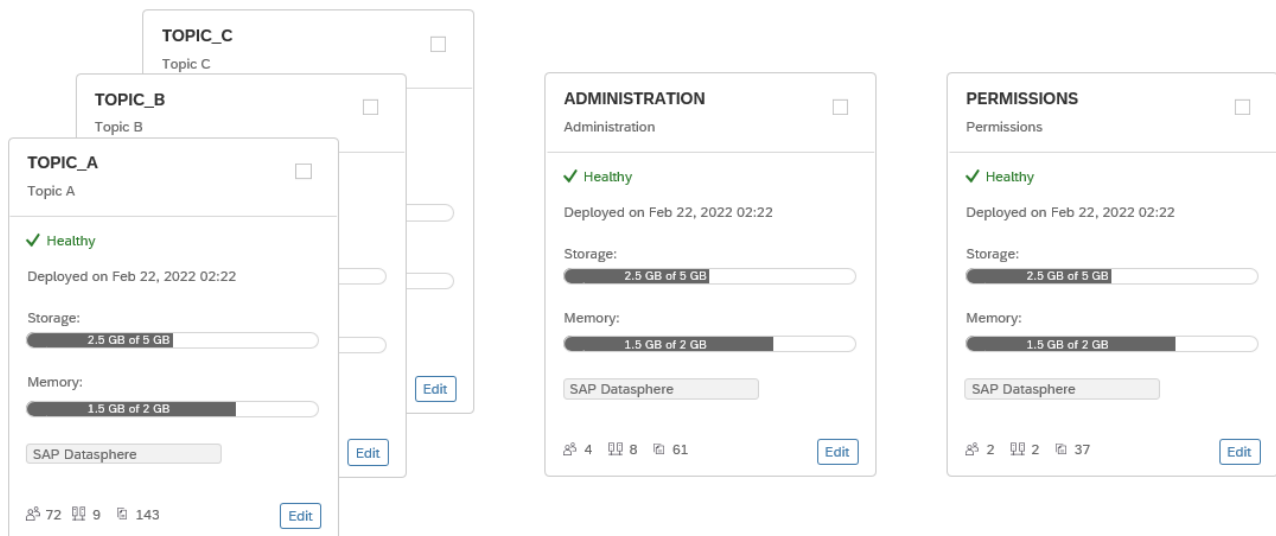 TOPIC_C
Topic C
Edit
TOPIC_B
Topic B
Edit
TOPIC_A
Topic A
Healthy
Deployed on Feb 22, 2022 02:22
Storage:
2.5 GB of 5 GB
Memory:
1.5 GB of 2 GB
SAP Datasphere
72 9 143
Edit
ADMINISTRATION
Administration
Healthy
Deployed on Feb 22, 2022 02:22
Storage:
2.5 GB of 5 GB
Memory:
1.5 GB of 2 GB
SAP Datasphere
4 8 61
Edit
PERMISSIONS
Permissions
Healthy
Deployed on Feb 22, 2022 02:22
Storage:
2.5 GB of 5 GB
Memory:
1.5 GB of 2 GB
SAP Datasphere
2 2 37
Edit